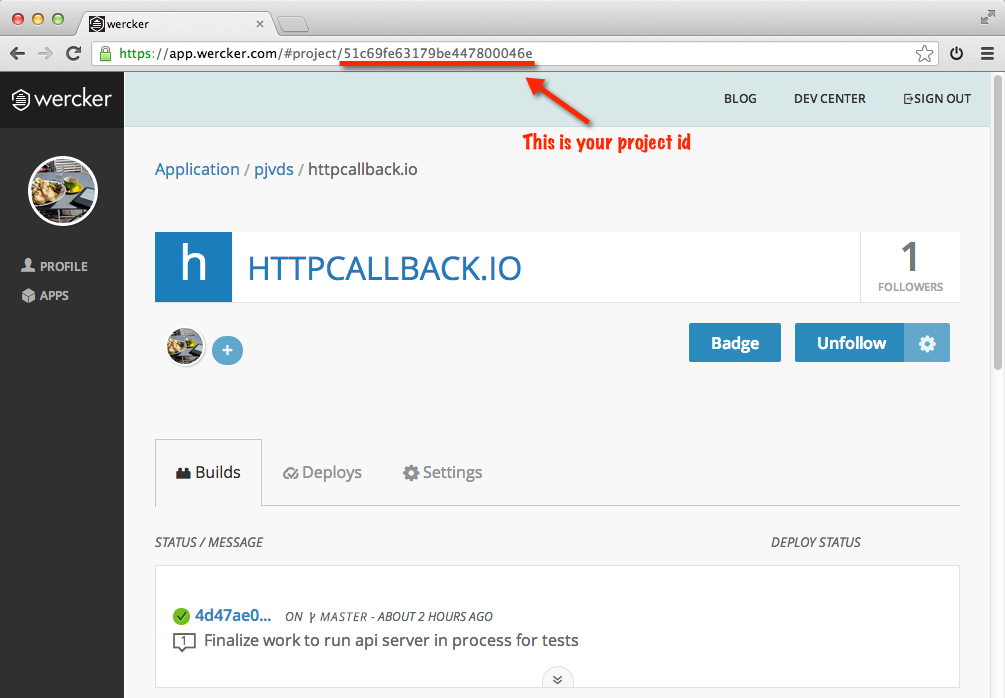 wercker
https://app.wercker.com/#project/51c69fe63179be447800046e
wercker
BLOG DEV CENTER SIGN OUT
This is your project id
Application / pjvds / httpcallback.io
h HTTPCALLBACK.IO 1
FOLLOWERS
PROFILE
APPS
+ Badge Unfollow
Builds Deploys Settings
STATUS / MESSAGE DEPLOY STATUS
4d47ae0... ON MASTER - ABOUT 2 HOURS AGO
1 Finalize work to run api server in process for tests